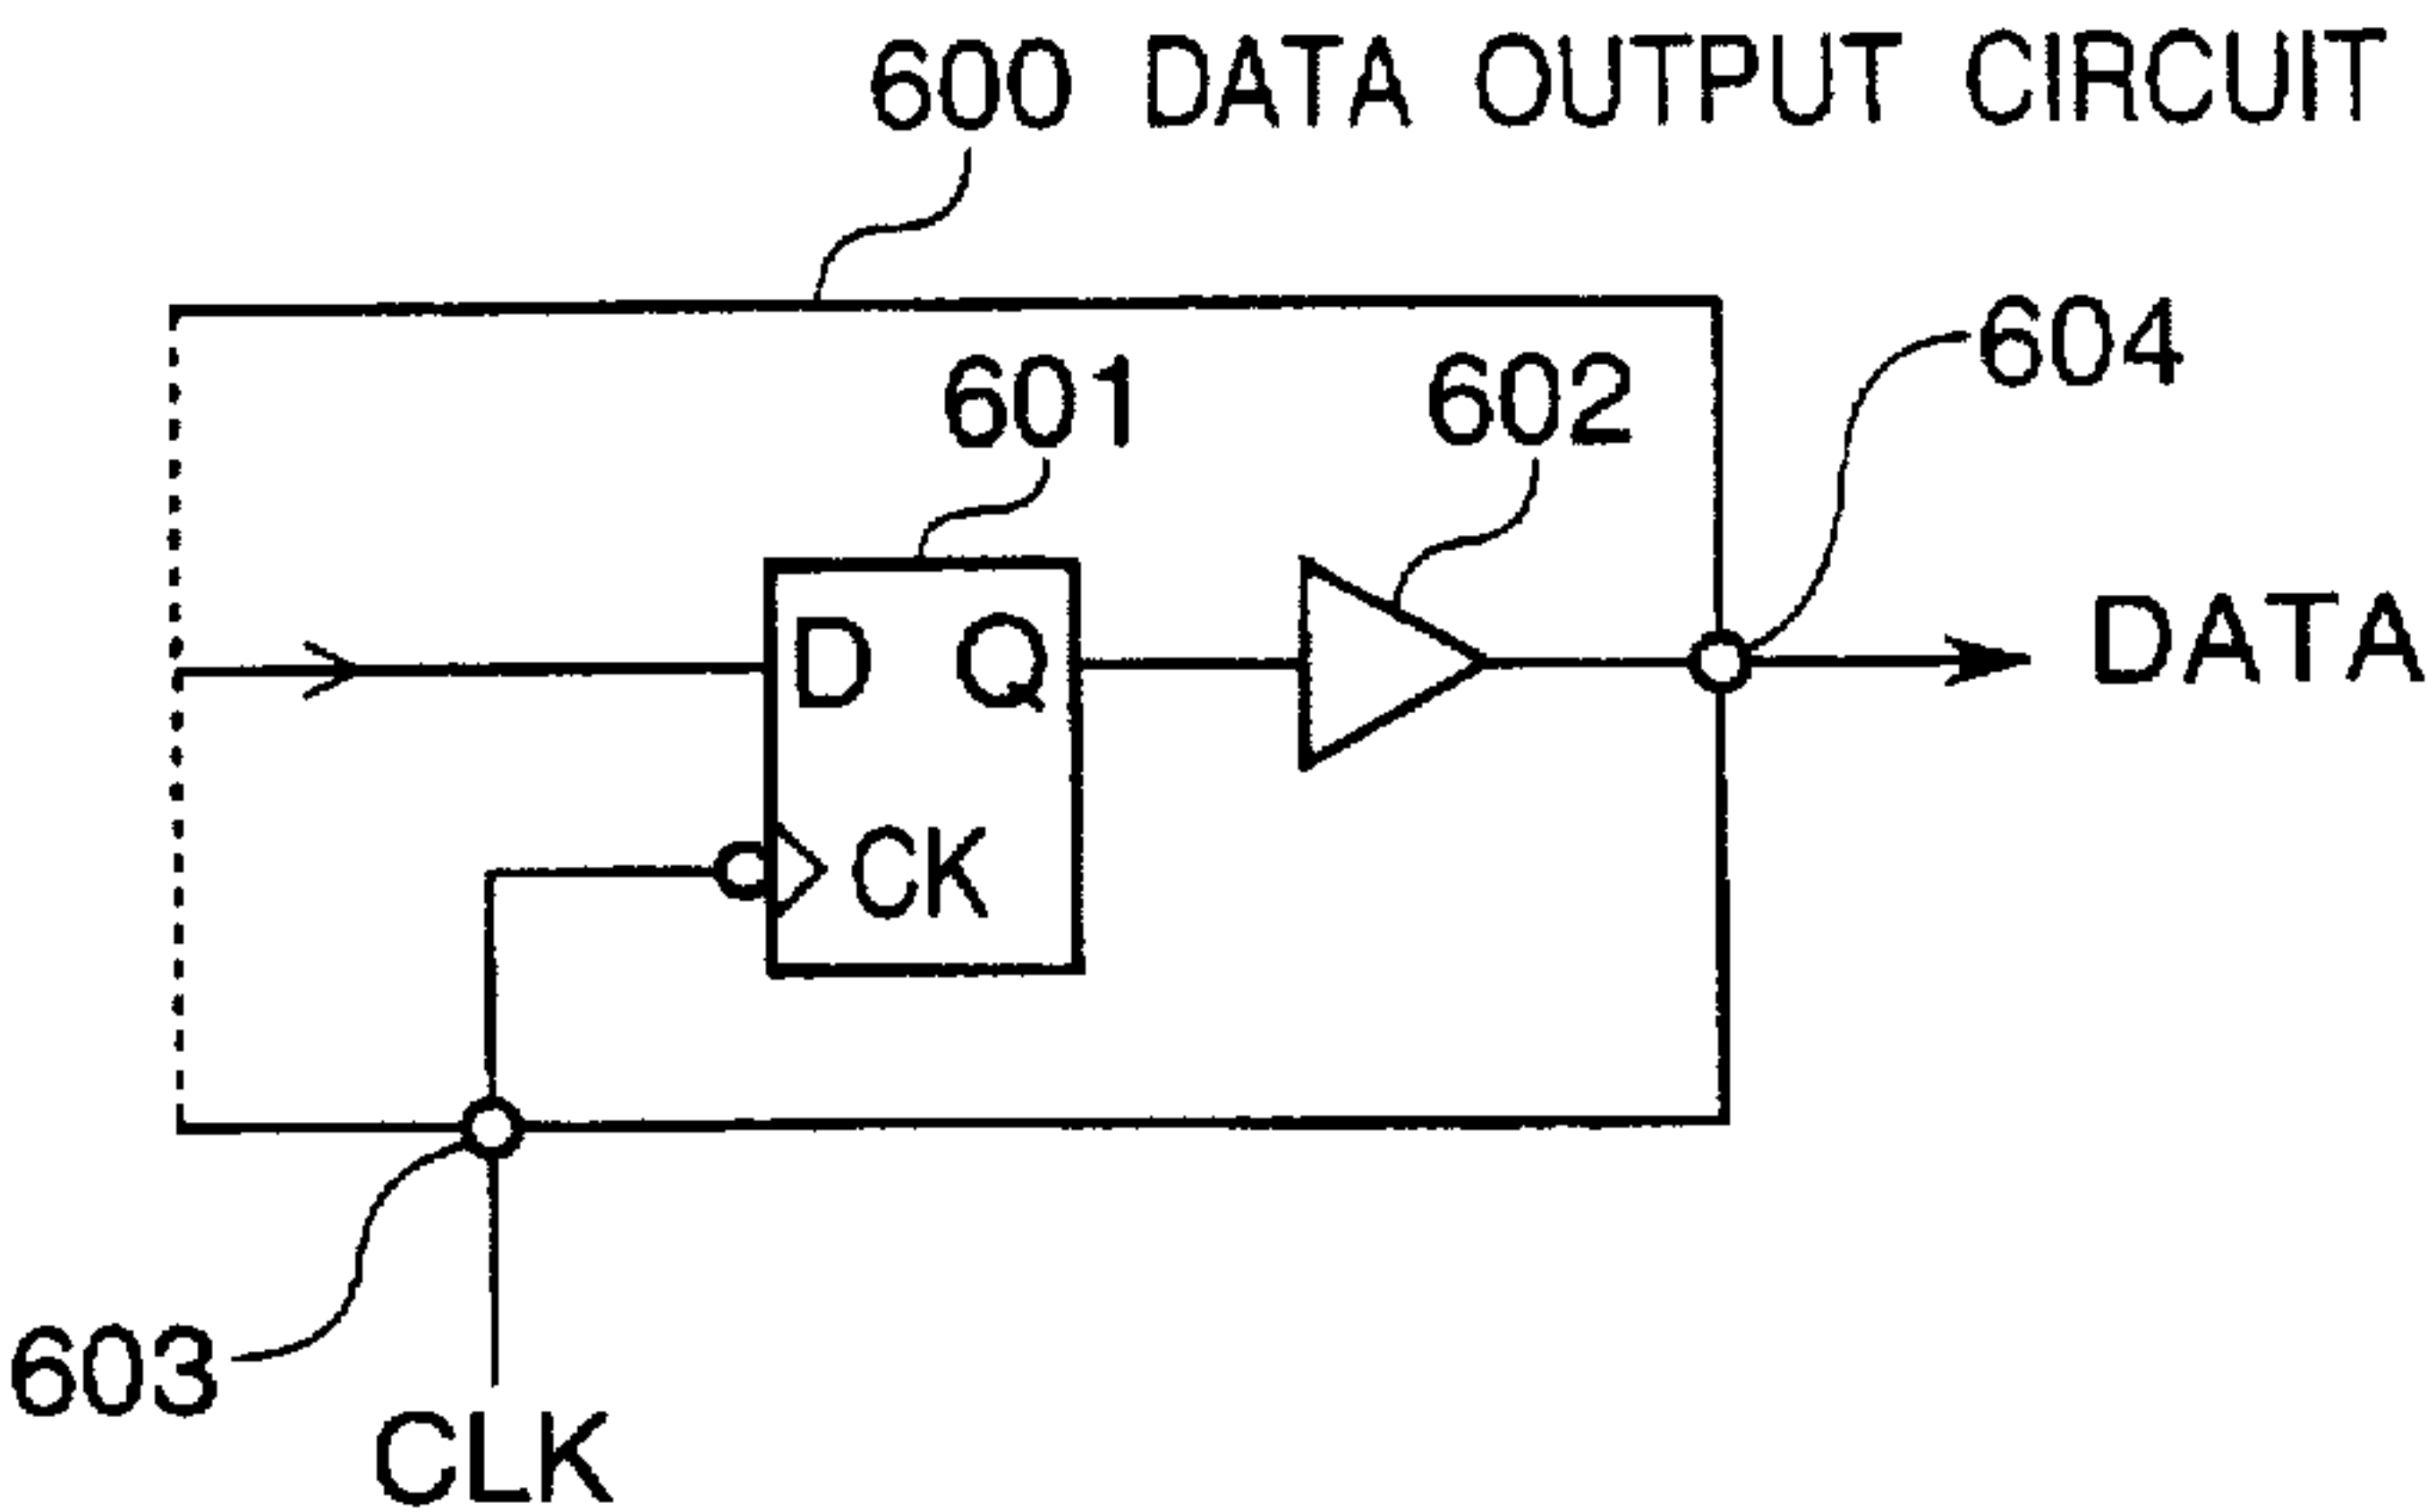 600 DATA OUTPUT CIRCUIT
604
601
602
D Q
DATA
CK
603
CLK